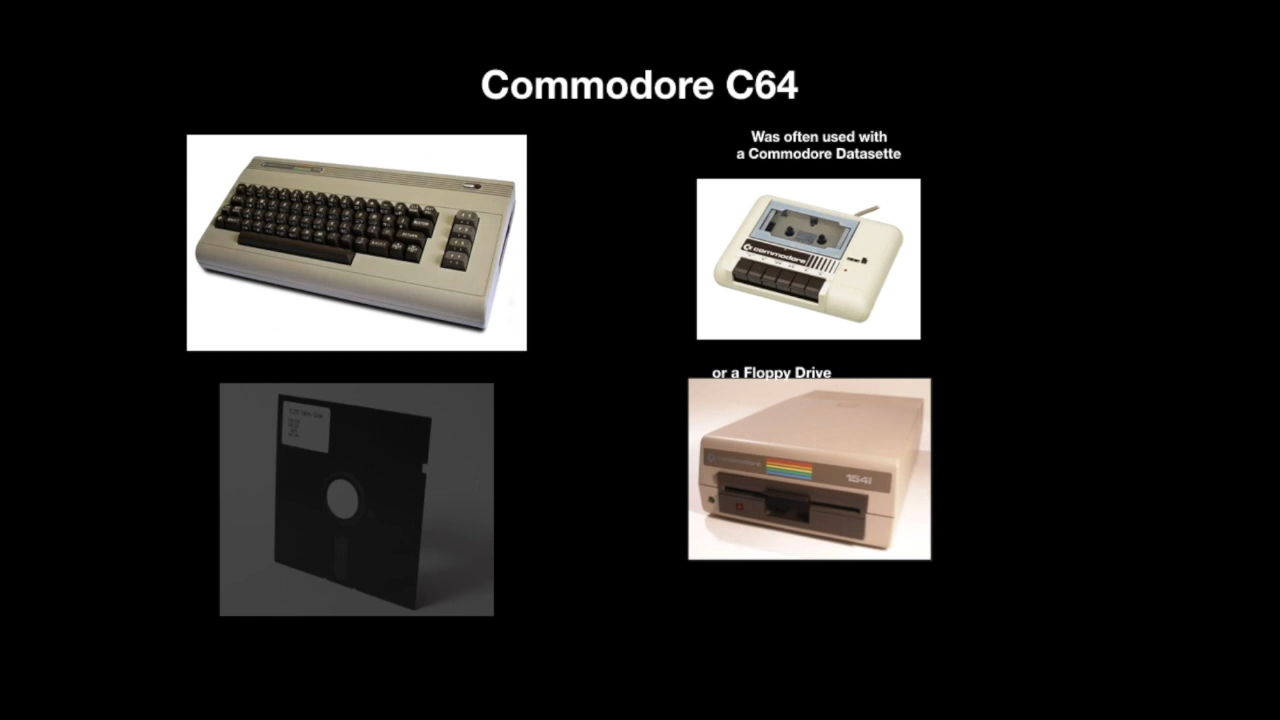 Commodore C64
Was often used with
a Commodore Datasette
commodore
or a Floppy Drive
commodore
1541